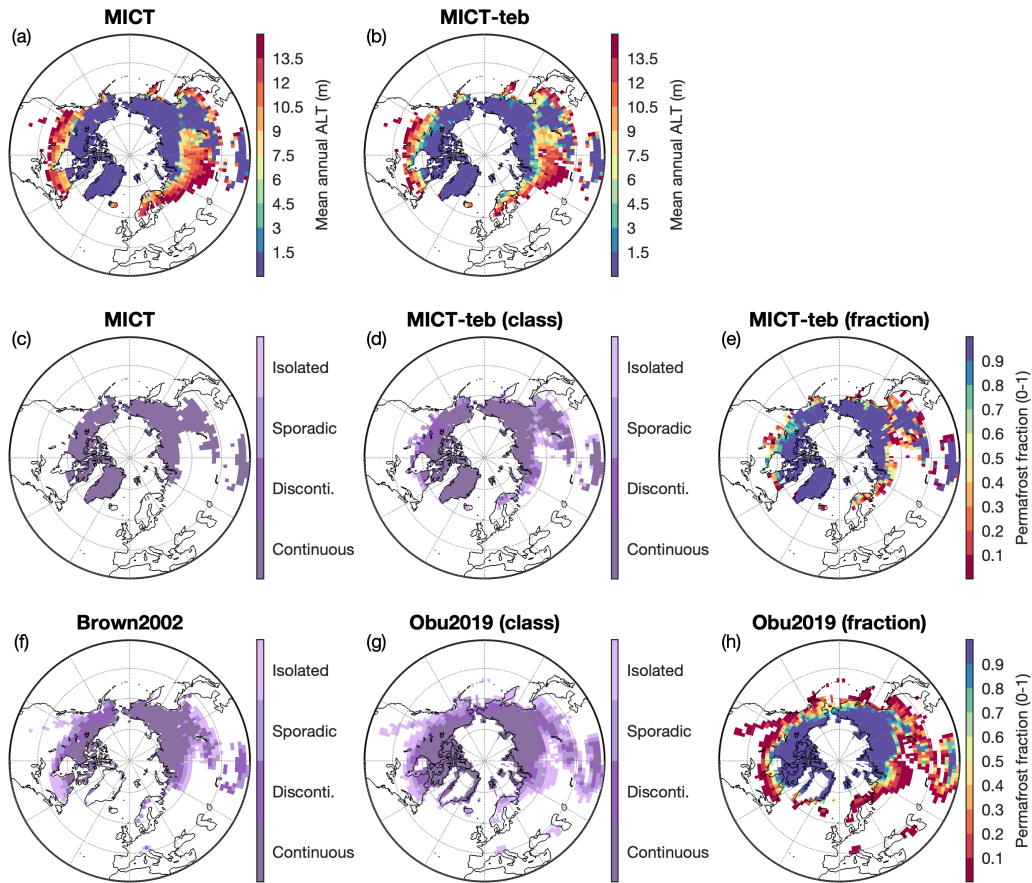 MICT
MICT-teb
(a)
13.5
12
10.5
9
7.5
6
4.5
3
1.5
Mean annual ALT (m)
(b)
13.5
12
10.5
9
7.5
6
4.5
3
1.5
Mean annual ALT (m)
MICT
MICT-teb (class)
MICT-teb (fraction)
(c)
Isolated
Sporadic
Disconti.
Continuous
(d)
Isolated
Sporadic
Disconti.
Continuous
(e)
0.9
0.8
0.7
0.6
0.5
0.4
0.3
0.2
0.1
Permafrost fraction (0-1)
Brown2002
Obu2019 (class)
Obu2019 (fraction)
(f)
Isolated
Sporadic
Disconti.
Continuous
(g)
Isolated
Sporadic
Disconti.
Continuous
(h)
0.9
0.8
0.7
0.6
0.5
0.4
0.3
0.2
0.1
Permafrost fraction (0-1)